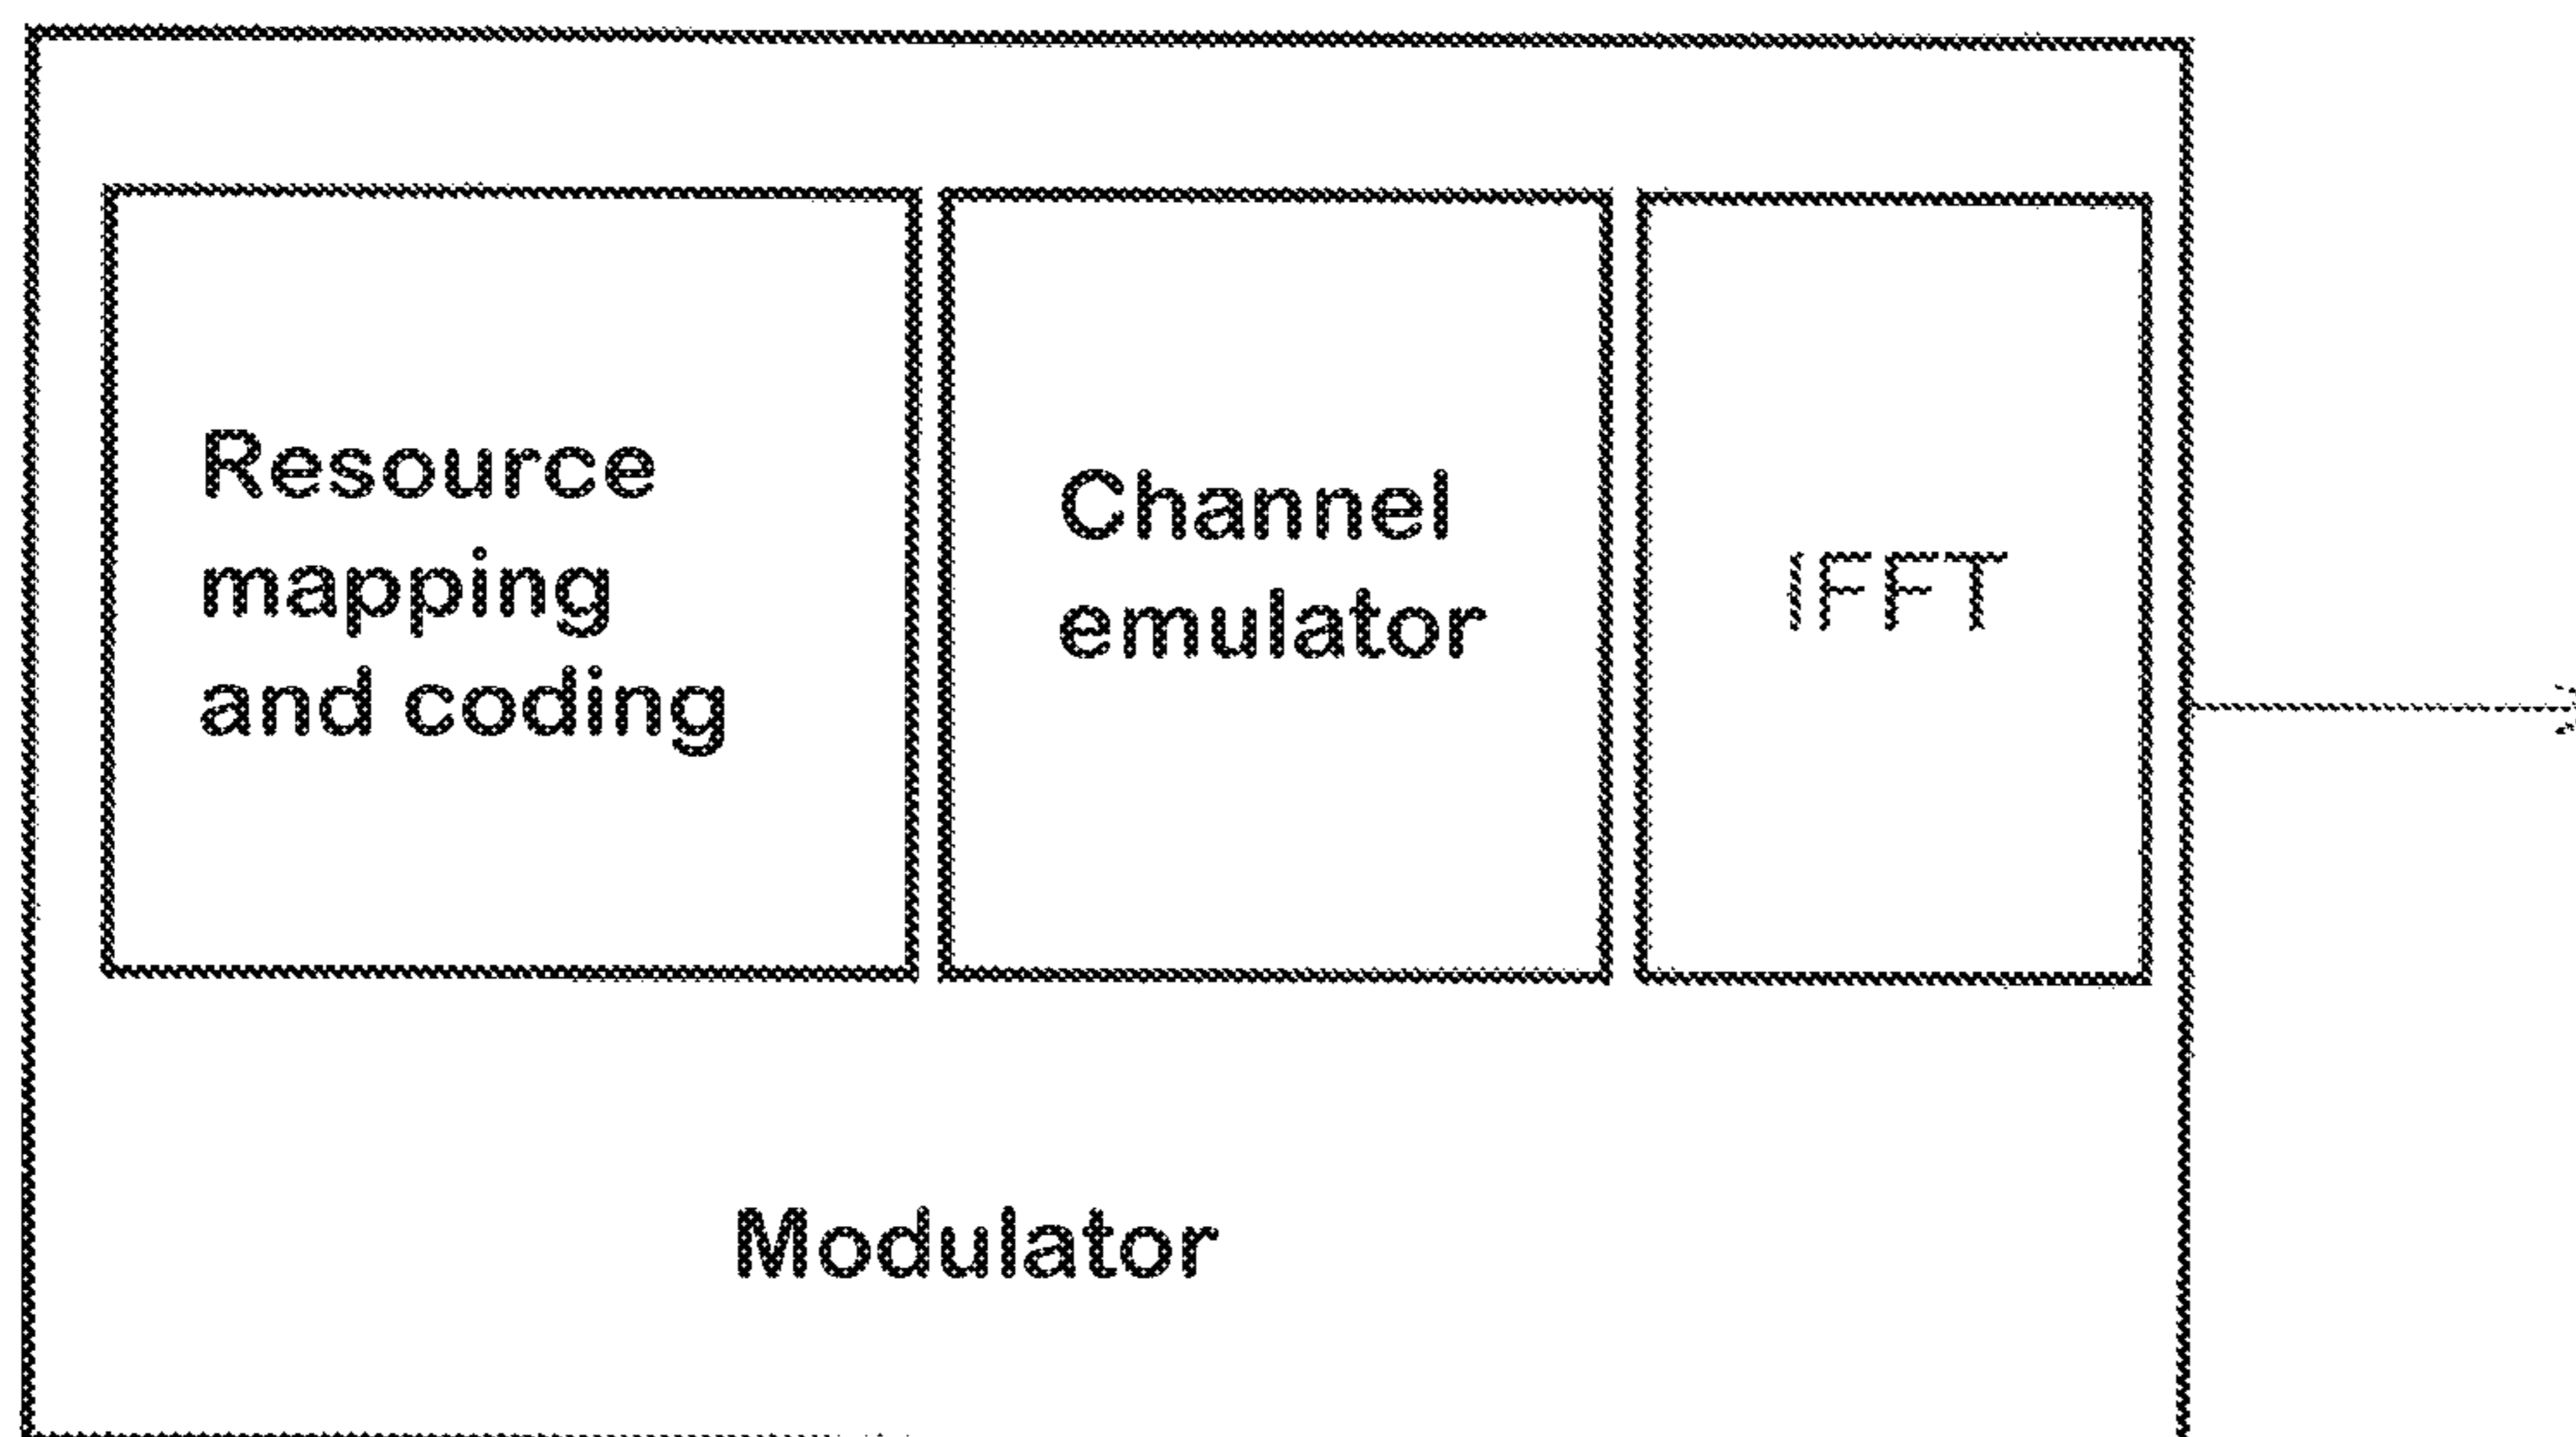 Resource
mapping
and coding
Channel
emulator
IFFT
Modulator